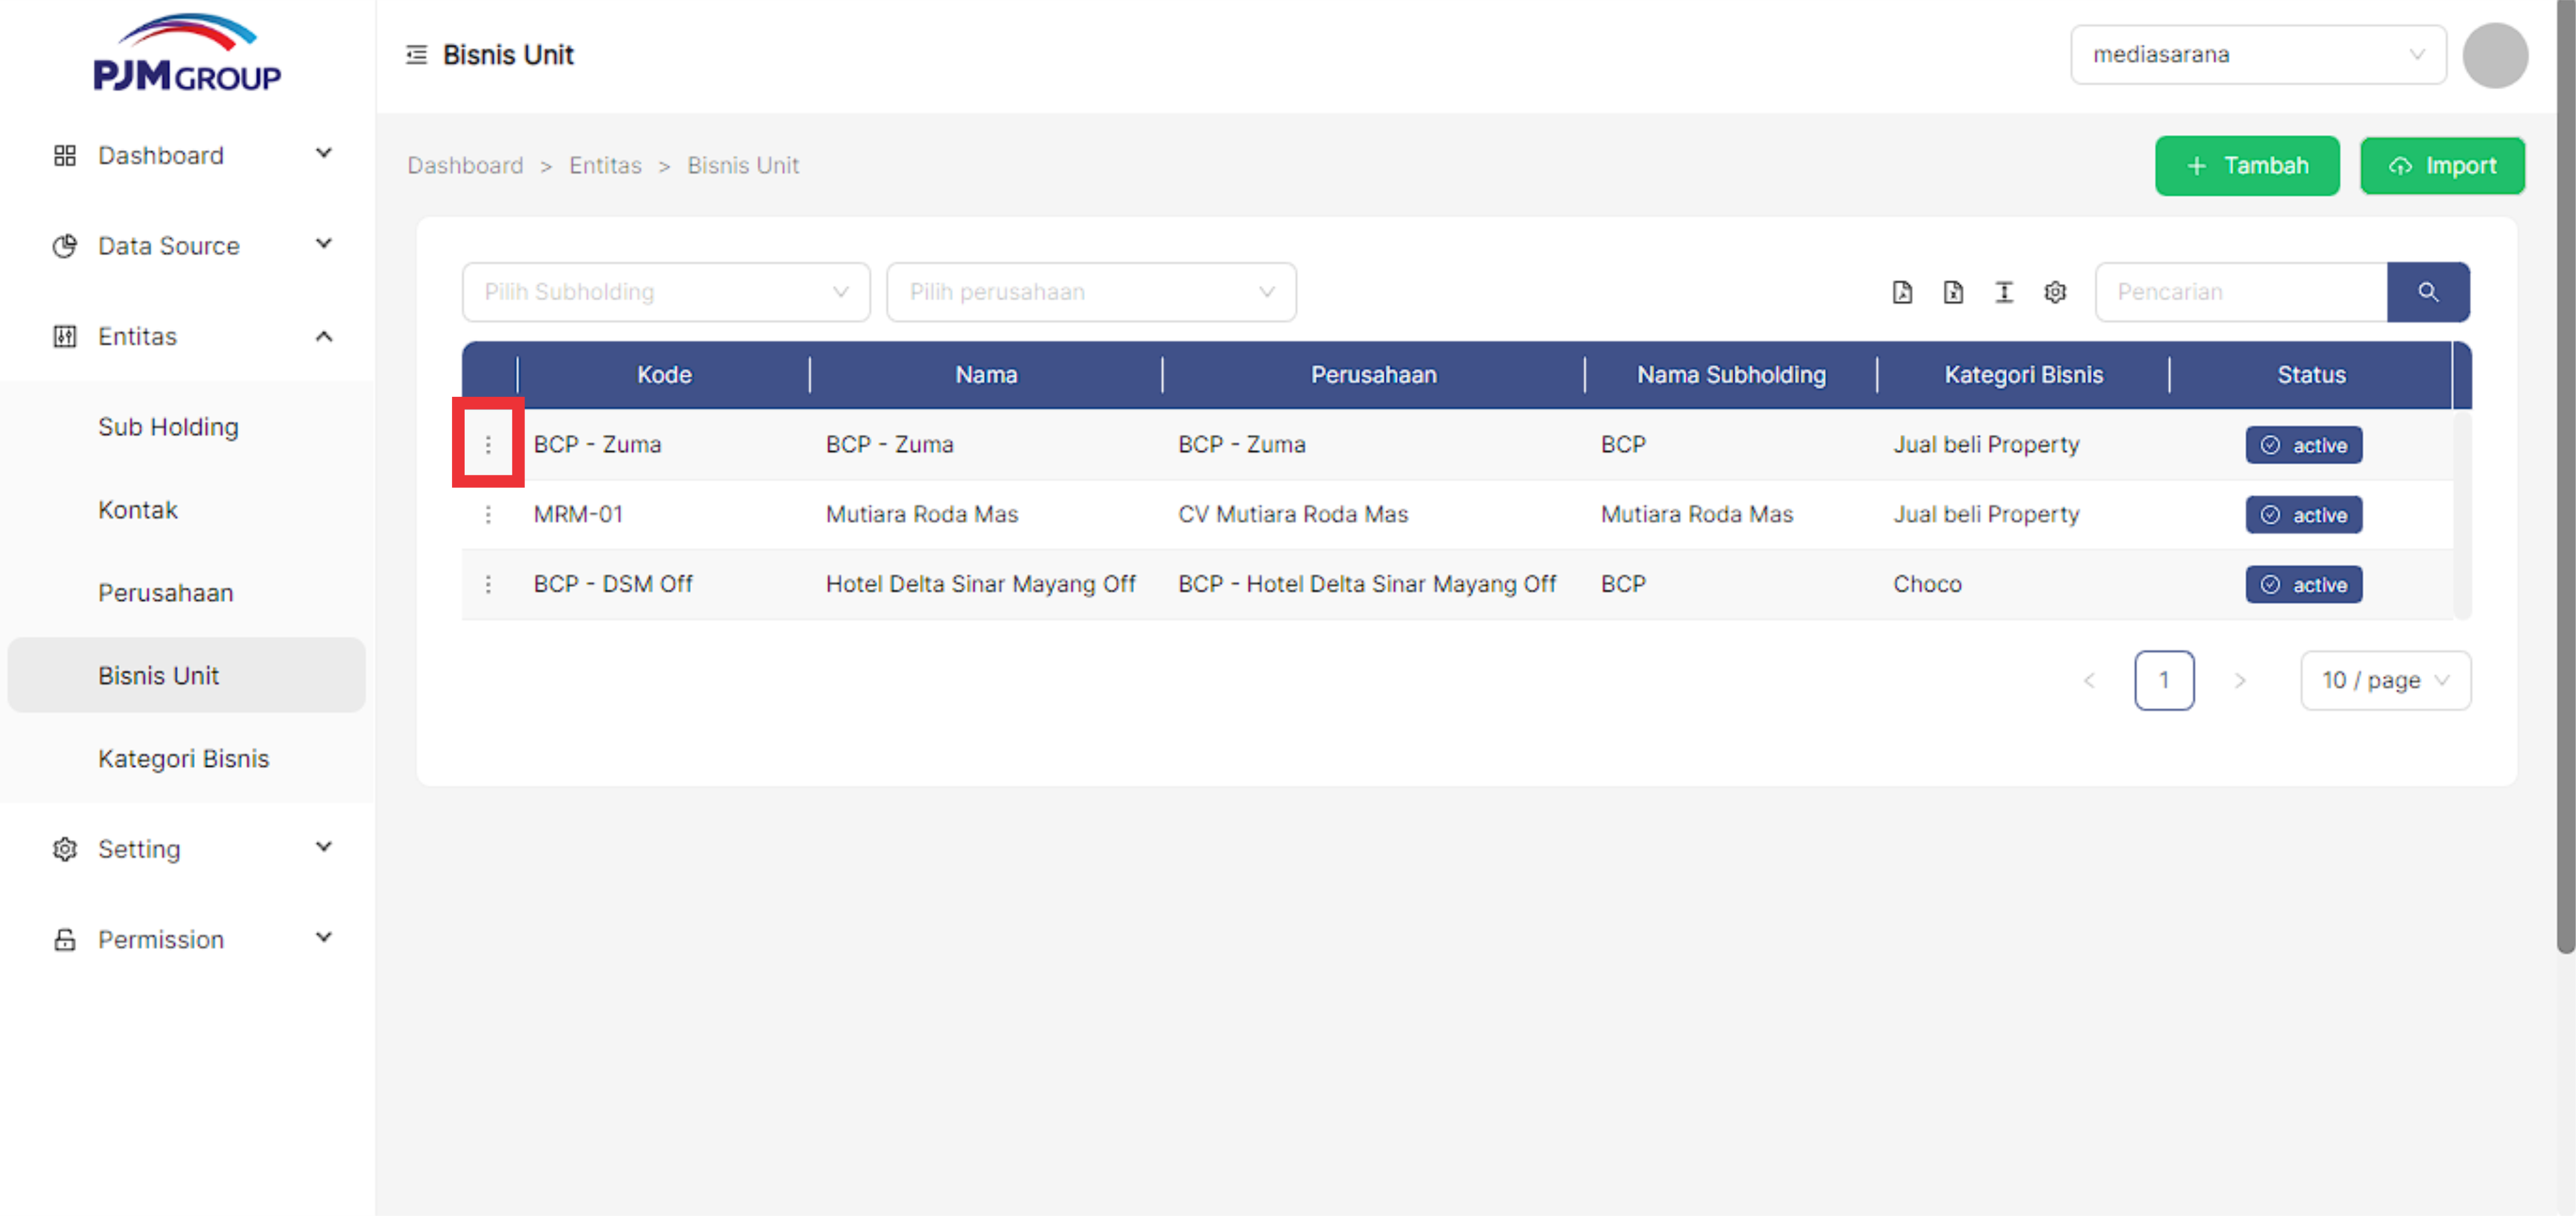 PJM GROUP
Bisnis Unit
mediasarana
Dashboard
Data Source
Entitas
Sub Holding
Kontak
Perusahaan
Bisnis Unit
Kategori Bisnis
Setting
Permission
Dashboard > Entitas > Bisnis Unit
+ Tambah
Import
Pilih Subholding
Pilih perusahaan
Pencarian
Kode Nama Perusahaan Nama Subholding Kategori Bisnis Status
BCP - Zuma BCP - Zuma BCP - Zuma BCP Jual beli Property active
MRM-01 Mutiara Roda Mas CV Mutiara Roda Mas Mutiara Roda Mas Jual beli Property active
BCP - DSM Off Hotel Delta Sinar Mayang Off BCP - Hotel Delta Sinar Mayang Off BCP Choco active
< 1 > 10 / page